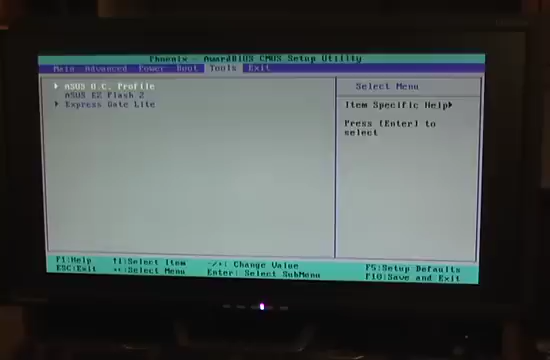 Phoenix - AwardBIOS CMOS Setup Utility
Main Advanced Power Boot Tools Exit
ASUS O.C. Profile
ASUS EZ Flash 2
Express Gate Lite
Select Menu
Item Specific Help
Press [Enter] to
select
F1:Help ↑↓:Select Item -/+: Change Value F5:Setup Defaults
ESC:Exit ←→:Select Menu Enter: Select SubMenu F10:Save and Exit